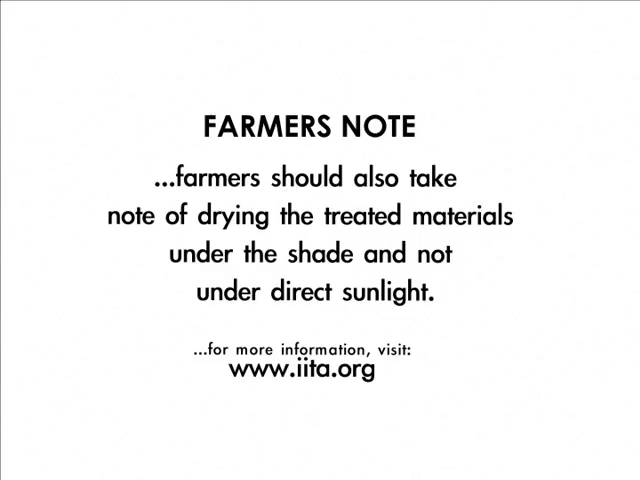 FARMERS NOTE
...farmers should also take
note of drying the treated materials
under the shade and not
under direct sunlight.
...for more information, visit:
www.iita.org